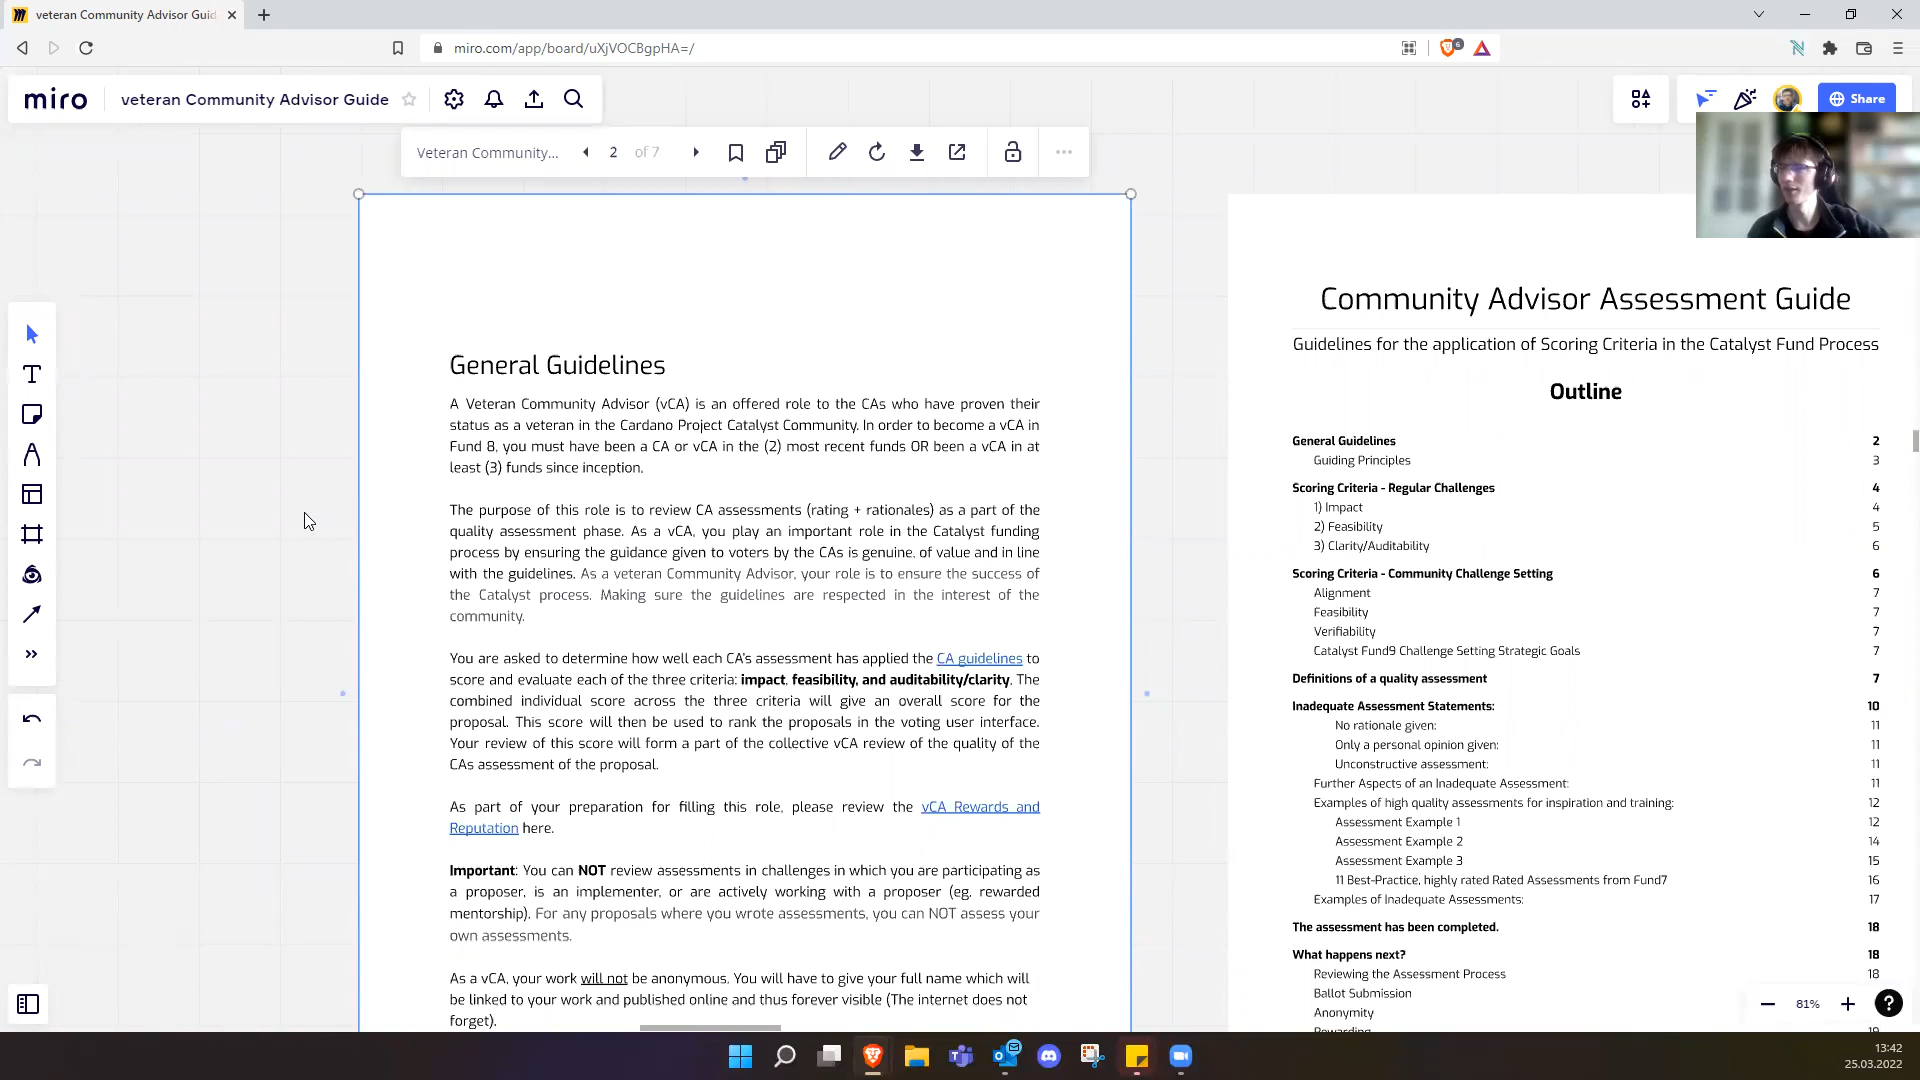 veteran Community Advisor Guid
miro.com/app/board/uXjVOCBgpHA=/
6
miro
veteran Community Advisor Guide
Share
Veteran Community...
2 of 7
General Guidelines
A Veteran Community Advisor (vCA) is an offered role to the CAs who have proven their
status as a veteran in the Cardano Project Catalyst Community. In order to become a vCA in
Fund 8, you must have been a CA or vCA in the (2) most recent funds OR been a vCA in at
least (3) funds since inception.
The purpose of this role is to review CA assessments (rating + rationales) as a part of the
quality assessment phase. As a vCA, you play an important role in the Catalyst funding
process by ensuring the guidance given to voters by the CAs is genuine, of value and in line
with the guidelines. As a veteran Community Advisor, your role is to ensure the success of
the Catalyst process. Making sure the guidelines are respected in the interest of the
community.
You are asked to determine how well each CA's assessment has applied the CA guidelines to
score and evaluate each of the three criteria: impact, feasibility, and auditability/clarity. The
combined individual score across the three criteria will give an overall score for the
proposal. This score will then be used to rank the proposals in the voting user interface.
Your review of this score will form a part of the collective vCA review of the quality of the
CAs assessment of the proposal.
As part of your preparation for filling this role, please review the vCA Rewards and
Reputation here.
Important: You can NOT review assessments in challenges in which you are participating as
a proposer, is an implementer, or are actively working with a proposer (eg. rewarded
mentorship). For any proposals where you wrote assessments, you can NOT assess your
own assessments.
As a vCA, your work will not be anonymous. You will have to give your full name which will
be linked to your work and published online and thus forever visible (The internet does not
forget).
Community Advisor Assessment Guide
Guidelines for the application of Scoring Criteria in the Catalyst Fund Process
Outline
General Guidelines 2
Guiding Principles 3
Scoring Criteria - Regular Challenges 4
1) Impact 4
2) Feasibility 5
3) Clarity/Auditability 6
Scoring Criteria - Community Challenge Setting 6
Alignment 7
Feasibility 7
Verifiability 7
Catalyst Fund9 Challenge Setting Strategic Goals 7
Definitions of a quality assessment 7
Inadequate Assessment Statements: 10
No rationale given: 11
Only a personal opinion given: 11
Unconstructive assessment: 11
Further Aspects of an Inadequate Assessment: 11
Examples of high quality assessments for inspiration and training: 12
Assessment Example 1 12
Assessment Example 2 14
Assessment Example 3 15
11 Best-Practice, highly rated Rated Assessments from Fund7 16
Examples of Inadequate Assessments: 17
The assessment has been completed. 18
What happens next? 18
Reviewing the Assessment Process 18
Ballot Submission 18
Anonymity 18
Rewarding 19
81%
13:42
25.03.2022